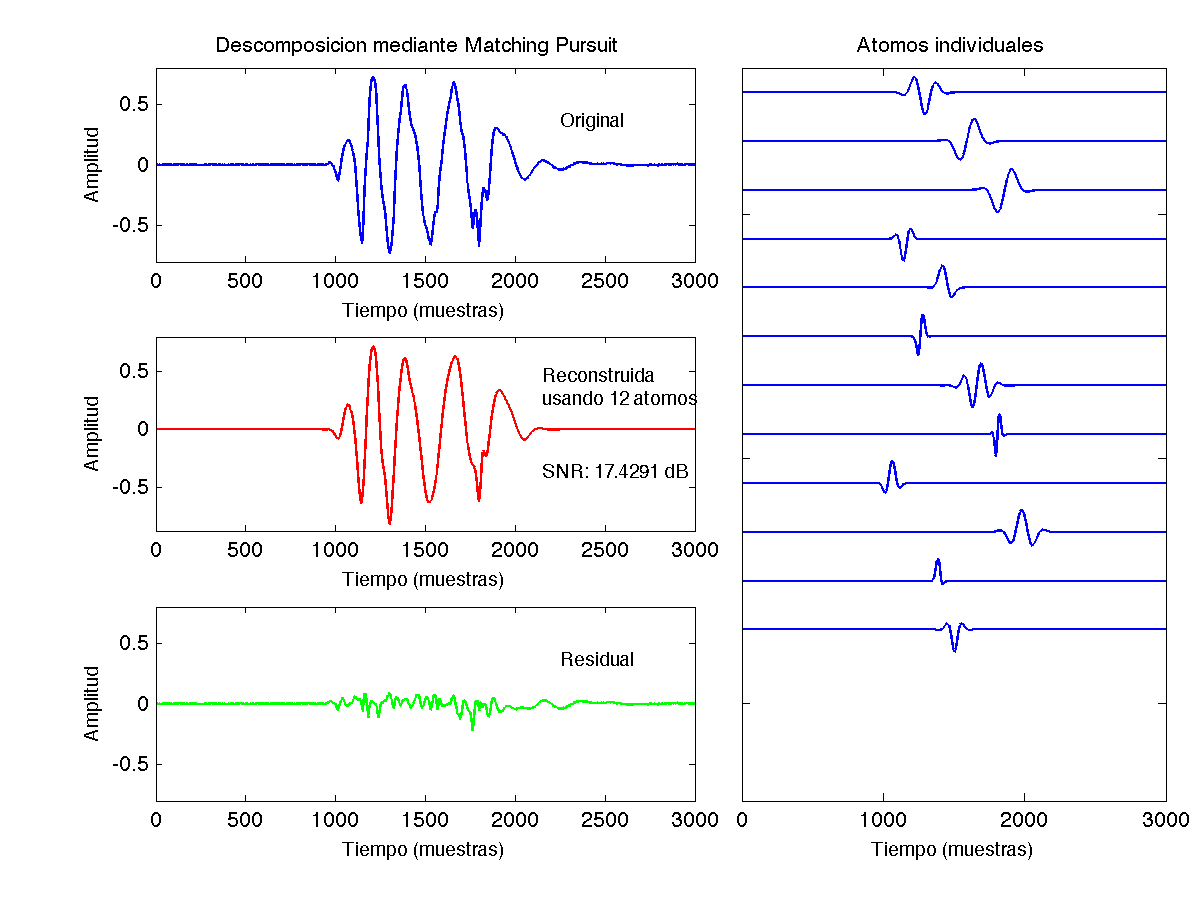 Descomposicion mediante Matching Pursuit
Amplitud
0.5
0
-0.5
Original
0 500 1000 1500 2000 2500 3000
Tiempo (muestras)
Amplitud
0.5
0
-0.5
Reconstruida
usando 12 atomos
SNR: 17.4291 dB
0 500 1000 1500 2000 2500 3000
Tiempo (muestras)
Amplitud
0.5
0
-0.5
Residual
0 500 1000 1500 2000 2500 3000
Tiempo (muestras)
Atomos individuales
0 1000 2000 3000
Tiempo (muestras)